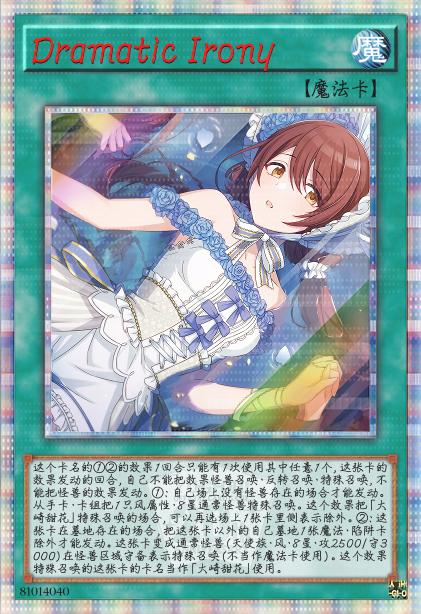 Dramatic Irony
魔
【魔法卡】
这个卡名的①②的效果1回合只能有1次使用其中任意1个,这张卡的
效果发动的回合,自己不能把效果怪兽召唤·反转召唤·特殊召唤,不
能把怪兽的效果发动。①:自己场上没有怪兽存在的场合才能发动。
从手卡·卡组把1只风属性·8星通常怪兽特殊召唤。这个效果把「大
崎甜花」特殊召唤的场合,可以再选场上1张卡里侧表示除外。②:这
张卡在墓地存在的场合,把这张卡以外的自己墓地1张魔法·陷阱卡
除外才能发动。这张卡变成通常怪兽(天使族·风·8星·攻2500/守3
000)在怪兽区域守备表示特殊召唤(不当作魔法卡使用)。这个效果
特殊召唤的这张卡的卡名当作「大崎甜花」使用。
81014040